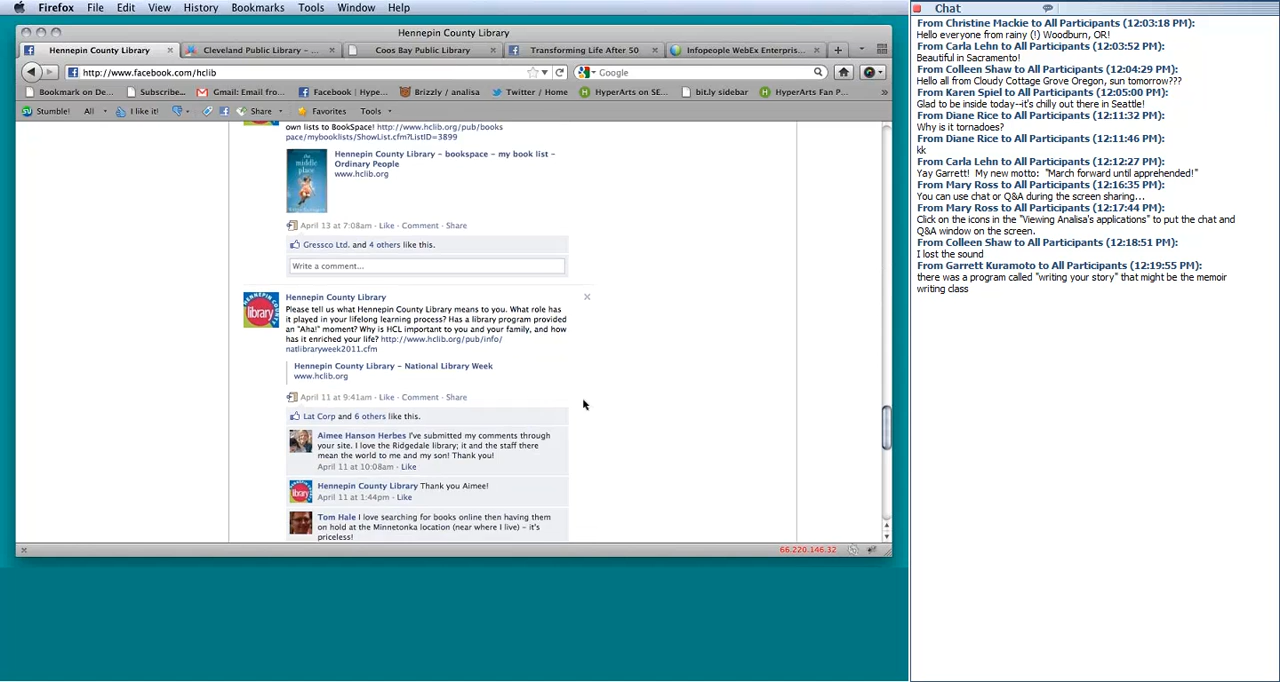 Firefox File Edit View History Bookmarks Tools Window Help
Hennepin County Library
Hennepin County Library
Cleveland Public Library – ...
Coos Bay Public Library
Transforming Life After 50
Infopeople WebEx Enterpris...
http://www.facebook.com/hclib
Google
Bookmark on De... Subscribe... Gmail: Email fro... Facebook | Hype... Brizzly / analisa Twitter / Home HyperArts on SE... bit.ly sidebar HyperArts Fan P... »
Stumble! All I like it! Share Favorites Tools
own lists to BookSpace! http://www.hclib.org/pub/books
pace/mybooklists/ShowList.cfm?ListID=3899
the
middle
place
Hennepin County Library – bookspace – my book list –
Ordinary People
www.hclib.org
April 13 at 7:08am · Like · Comment · Share
Gressco Ltd. and 4 others like this.
Write a comment...
Hennepin County Library
Please tell us what Hennepin County Library means to you. What role has
it played in your lifelong learning process? Has a library program provided
an "Aha!" moment? Why is HCL important to you and your family, and how
has it enriched your life? http://www.hclib.org/pub/info/
natlibraryweek2011.cfm
HENNEPIN COUNTY
library
Hennepin County Library – National Library Week
www.hclib.org
April 11 at 9:41am · Like · Comment · Share
Lat Corp and 6 others like this.
Aimee Hanson Herbes I've submitted my comments through
your site. I love the Ridgedale library; it and the staff there
mean the world to me and my son! Thank you!
April 11 at 10:08am · Like
library
Hennepin County Library Thank you Aimee!
April 11 at 1:44pm · Like
Tom Hale I love searching for books online then having them
on hold at the Minnetonka location (near where I live) – it's
priceless!
66.220.146.32
Chat
From Christine Mackie to All Participants (12:03:18 PM):
Hello everyone from rainy (!) Woodburn, OR!
From Carla Lehn to All Participants (12:03:52 PM):
Beautiful in Sacramento!
From Colleen Shaw to All Participants (12:04:29 PM):
Hello all from Cloudy Cottage Grove Oregon, sun tomorrow???
From Karen Spiel to All Participants (12:05:00 PM):
Glad to be inside today--it's chilly out there in Seattle!
From Diane Rice to All Participants (12:11:32 PM):
Why is it tornadoes?
From Diane Rice to All Participants (12:11:46 PM):
kk
From Carla Lehn to All Participants (12:12:27 PM):
Yay Garrett! My new motto: "March forward until apprehended!"
From Mary Ross to All Participants (12:16:35 PM):
You can use chat or Q&A during the screen sharing...
From Mary Ross to All Participants (12:17:44 PM):
Click on the icons in the "Viewing Analisa's applications" to put the chat and
Q&A window on the screen.
From Colleen Shaw to All Participants (12:18:51 PM):
I lost the sound
From Garrett Kuramoto to All Participants (12:19:55 PM):
there was a program called "writing your story" that might be the memoir
writing class